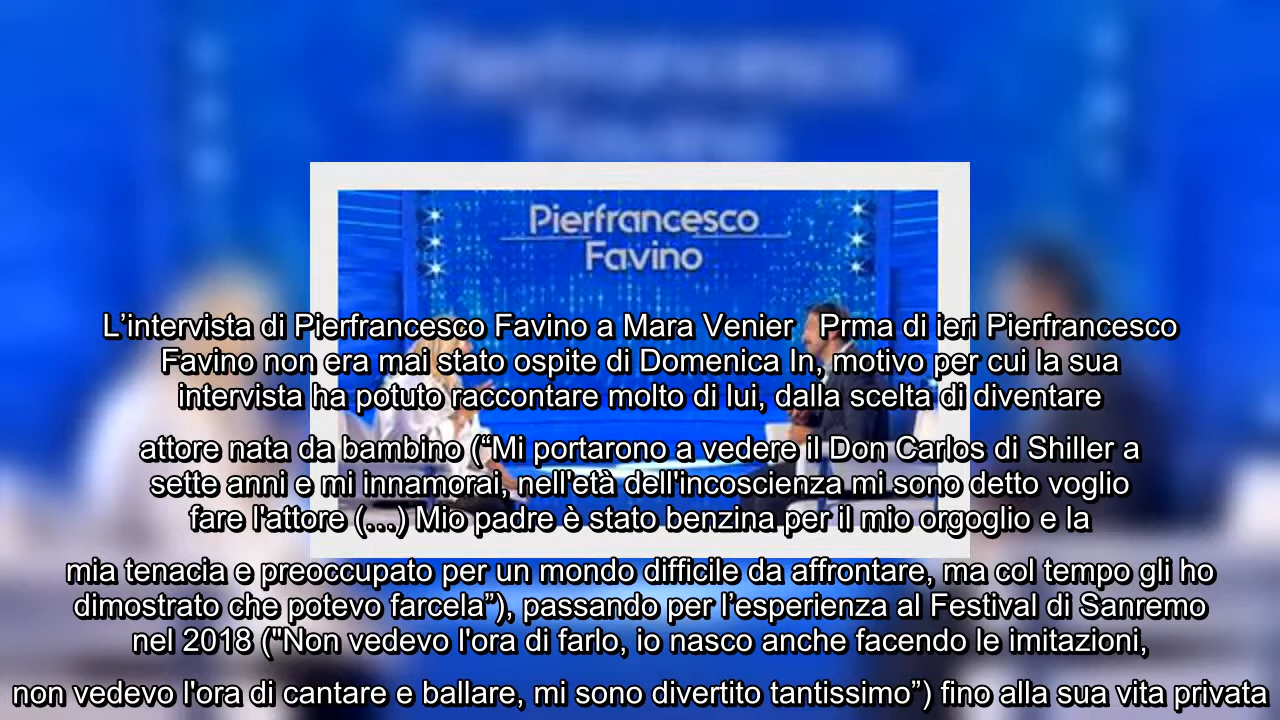 Pierfrancesco
Favino
L’intervista di Pierfrancesco Favino a Mara Venier   Prma di ieri Pierfrancesco
Favino non era mai stato ospite di Domenica In, motivo per cui la sua
intervista ha potuto raccontare molto di lui, dalla scelta di diventare
attore nata da bambino (“Mi portarono a vedere il Don Carlos di Shiller a
sette anni e mi innamorai, nell'età dell'incoscienza mi sono detto voglio
fare l'attore (…) Mio padre è stato benzina per il mio orgoglio e la
mia tenacia e preoccupato per un mondo difficile da affrontare, ma col tempo gli ho
dimostrato che potevo farcela”), passando per l’esperienza al Festival di Sanremo
nel 2018 ("Non vedevo l'ora di farlo, io nasco anche facendo le imitazioni,
non vedevo l'ora di cantare e ballare, mi sono divertito tantissimo”) fino alla sua vita privata